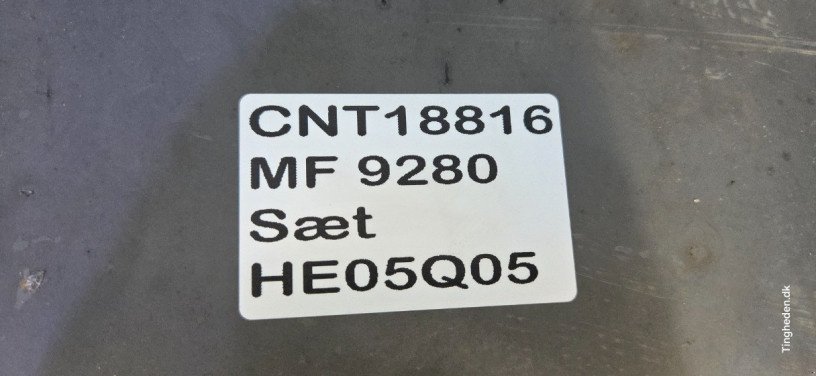 CNT18816
MF 9280
Sæt
HE05Q05
Tingheden.dk